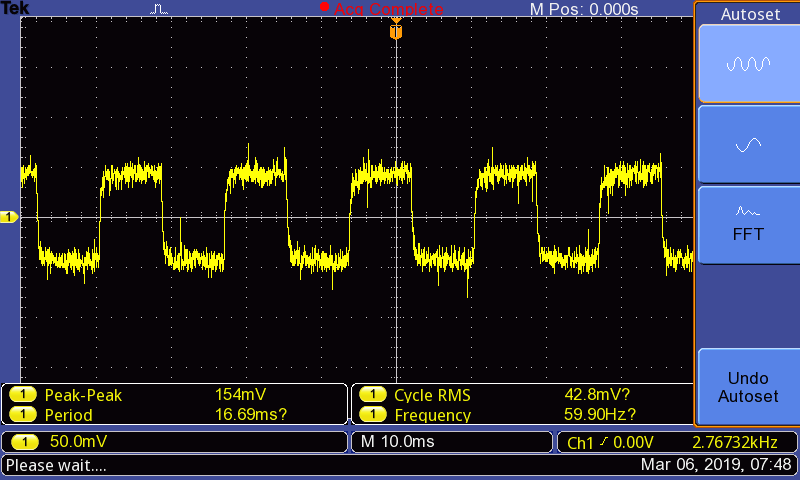 Tek Acq Complete M Pos: 0.000s
Autoset
T
1
FFT
Undo
Autoset
1 Peak-Peak 154mV 1 Cycle RMS 42.8mV?
1 Period 16.69ms? 1 Frequency 59.90Hz?
1 50.0mV M 10.0ms Ch1 0.00V 2.76732kHz
Please wait.... Mar 06, 2019, 07:48